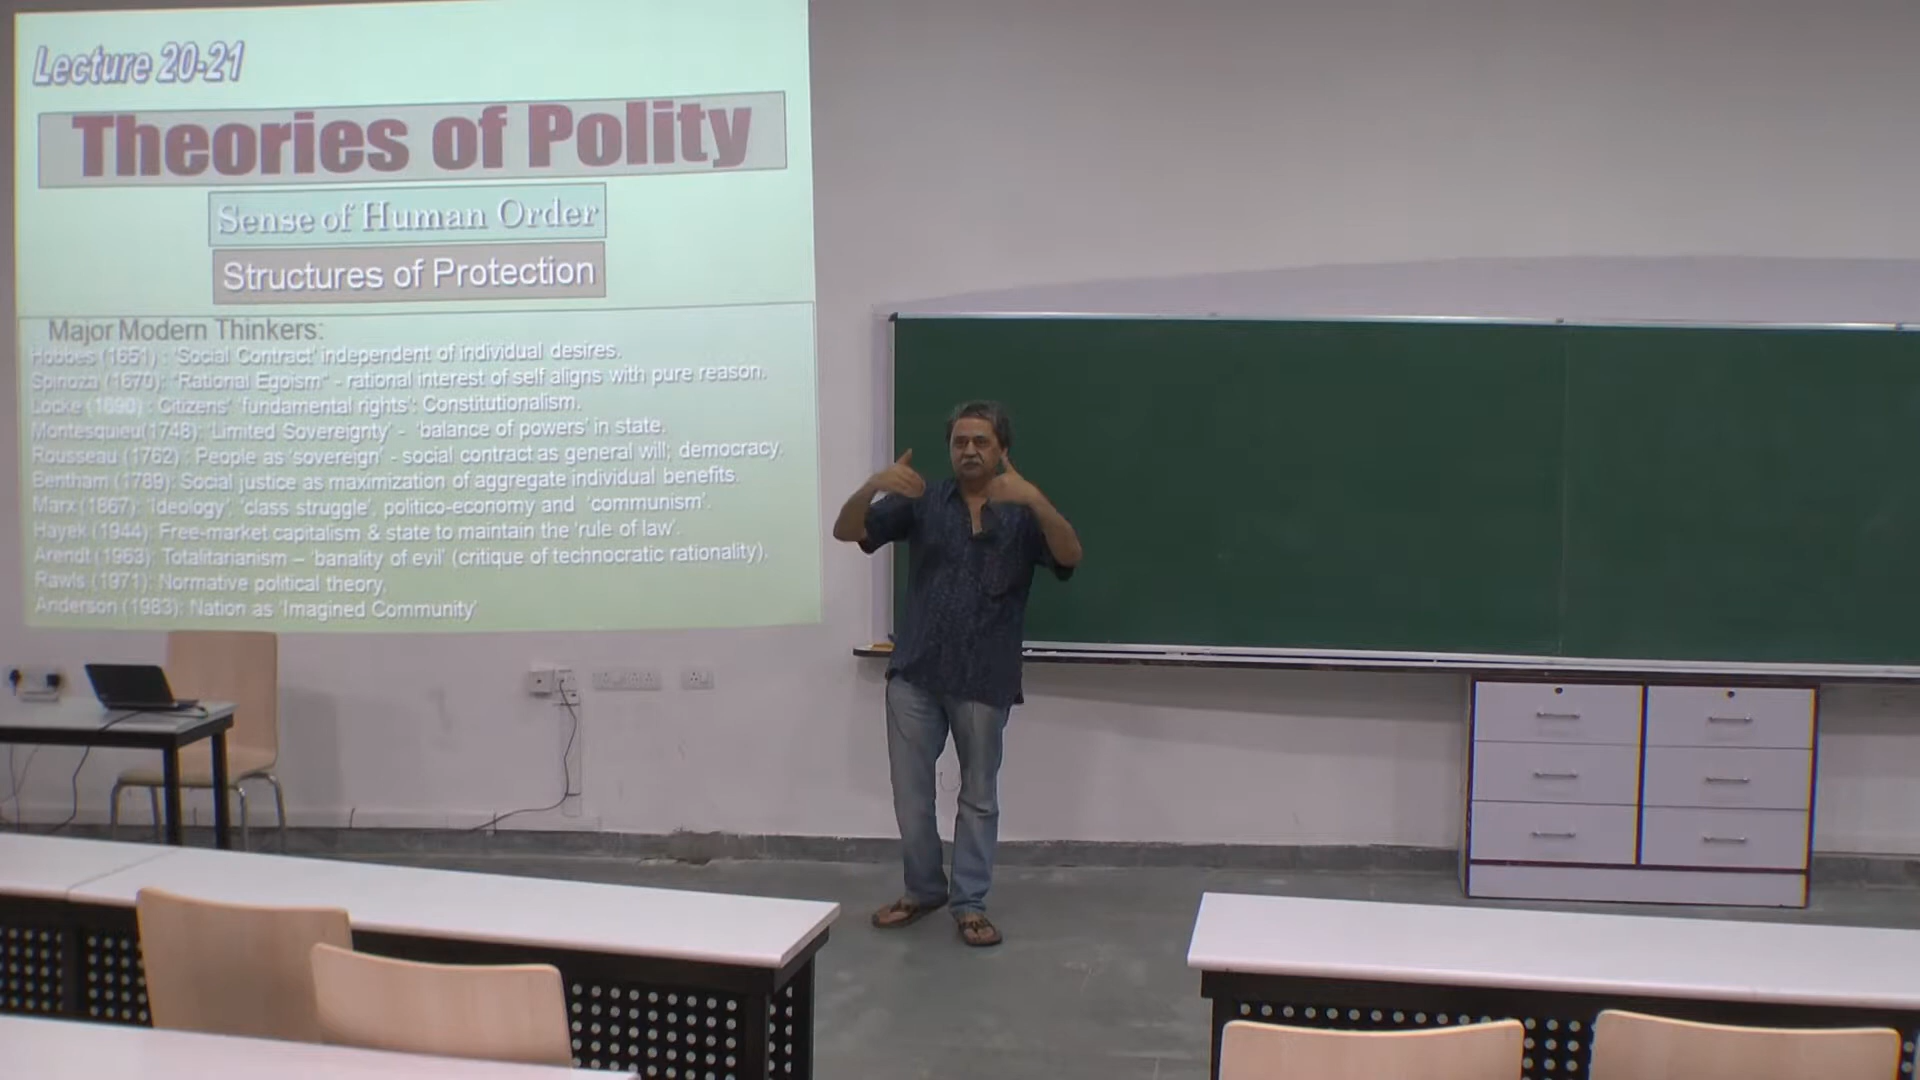 Lecture 20-21
Theories of Polity
Sense of Human Order
Structures of Protection
Major Modern Thinkers:
Hobbes (1651) : 'Social Contract' independent of individual desires.
Spinoza (1670): "Rational Egoism" - rational interest of self aligns with pure reason.
Locke (1690) : Citizens' 'fundamental rights': Constitutionalism.
Montesquieu(1748): 'Limited Sovereignty' - 'balance of powers' in state.
Rousseau (1762) : People as 'sovereign' - social contract as general will; democracy.
Bentham (1789): Social justice as maximization of aggregate individual benefits.
Marx (1867): 'Ideology', 'class struggle', politico-economy and 'communism'.
Hayek (1944): Free-market capitalism & state to maintain the 'rule of law'.
Arendt (1963): Totalitarianism – 'banality of evil' (critique of technocratic rationality).
Rawls (1971): Normative political theory,
Anderson (1983): Nation as 'Imagined Community'